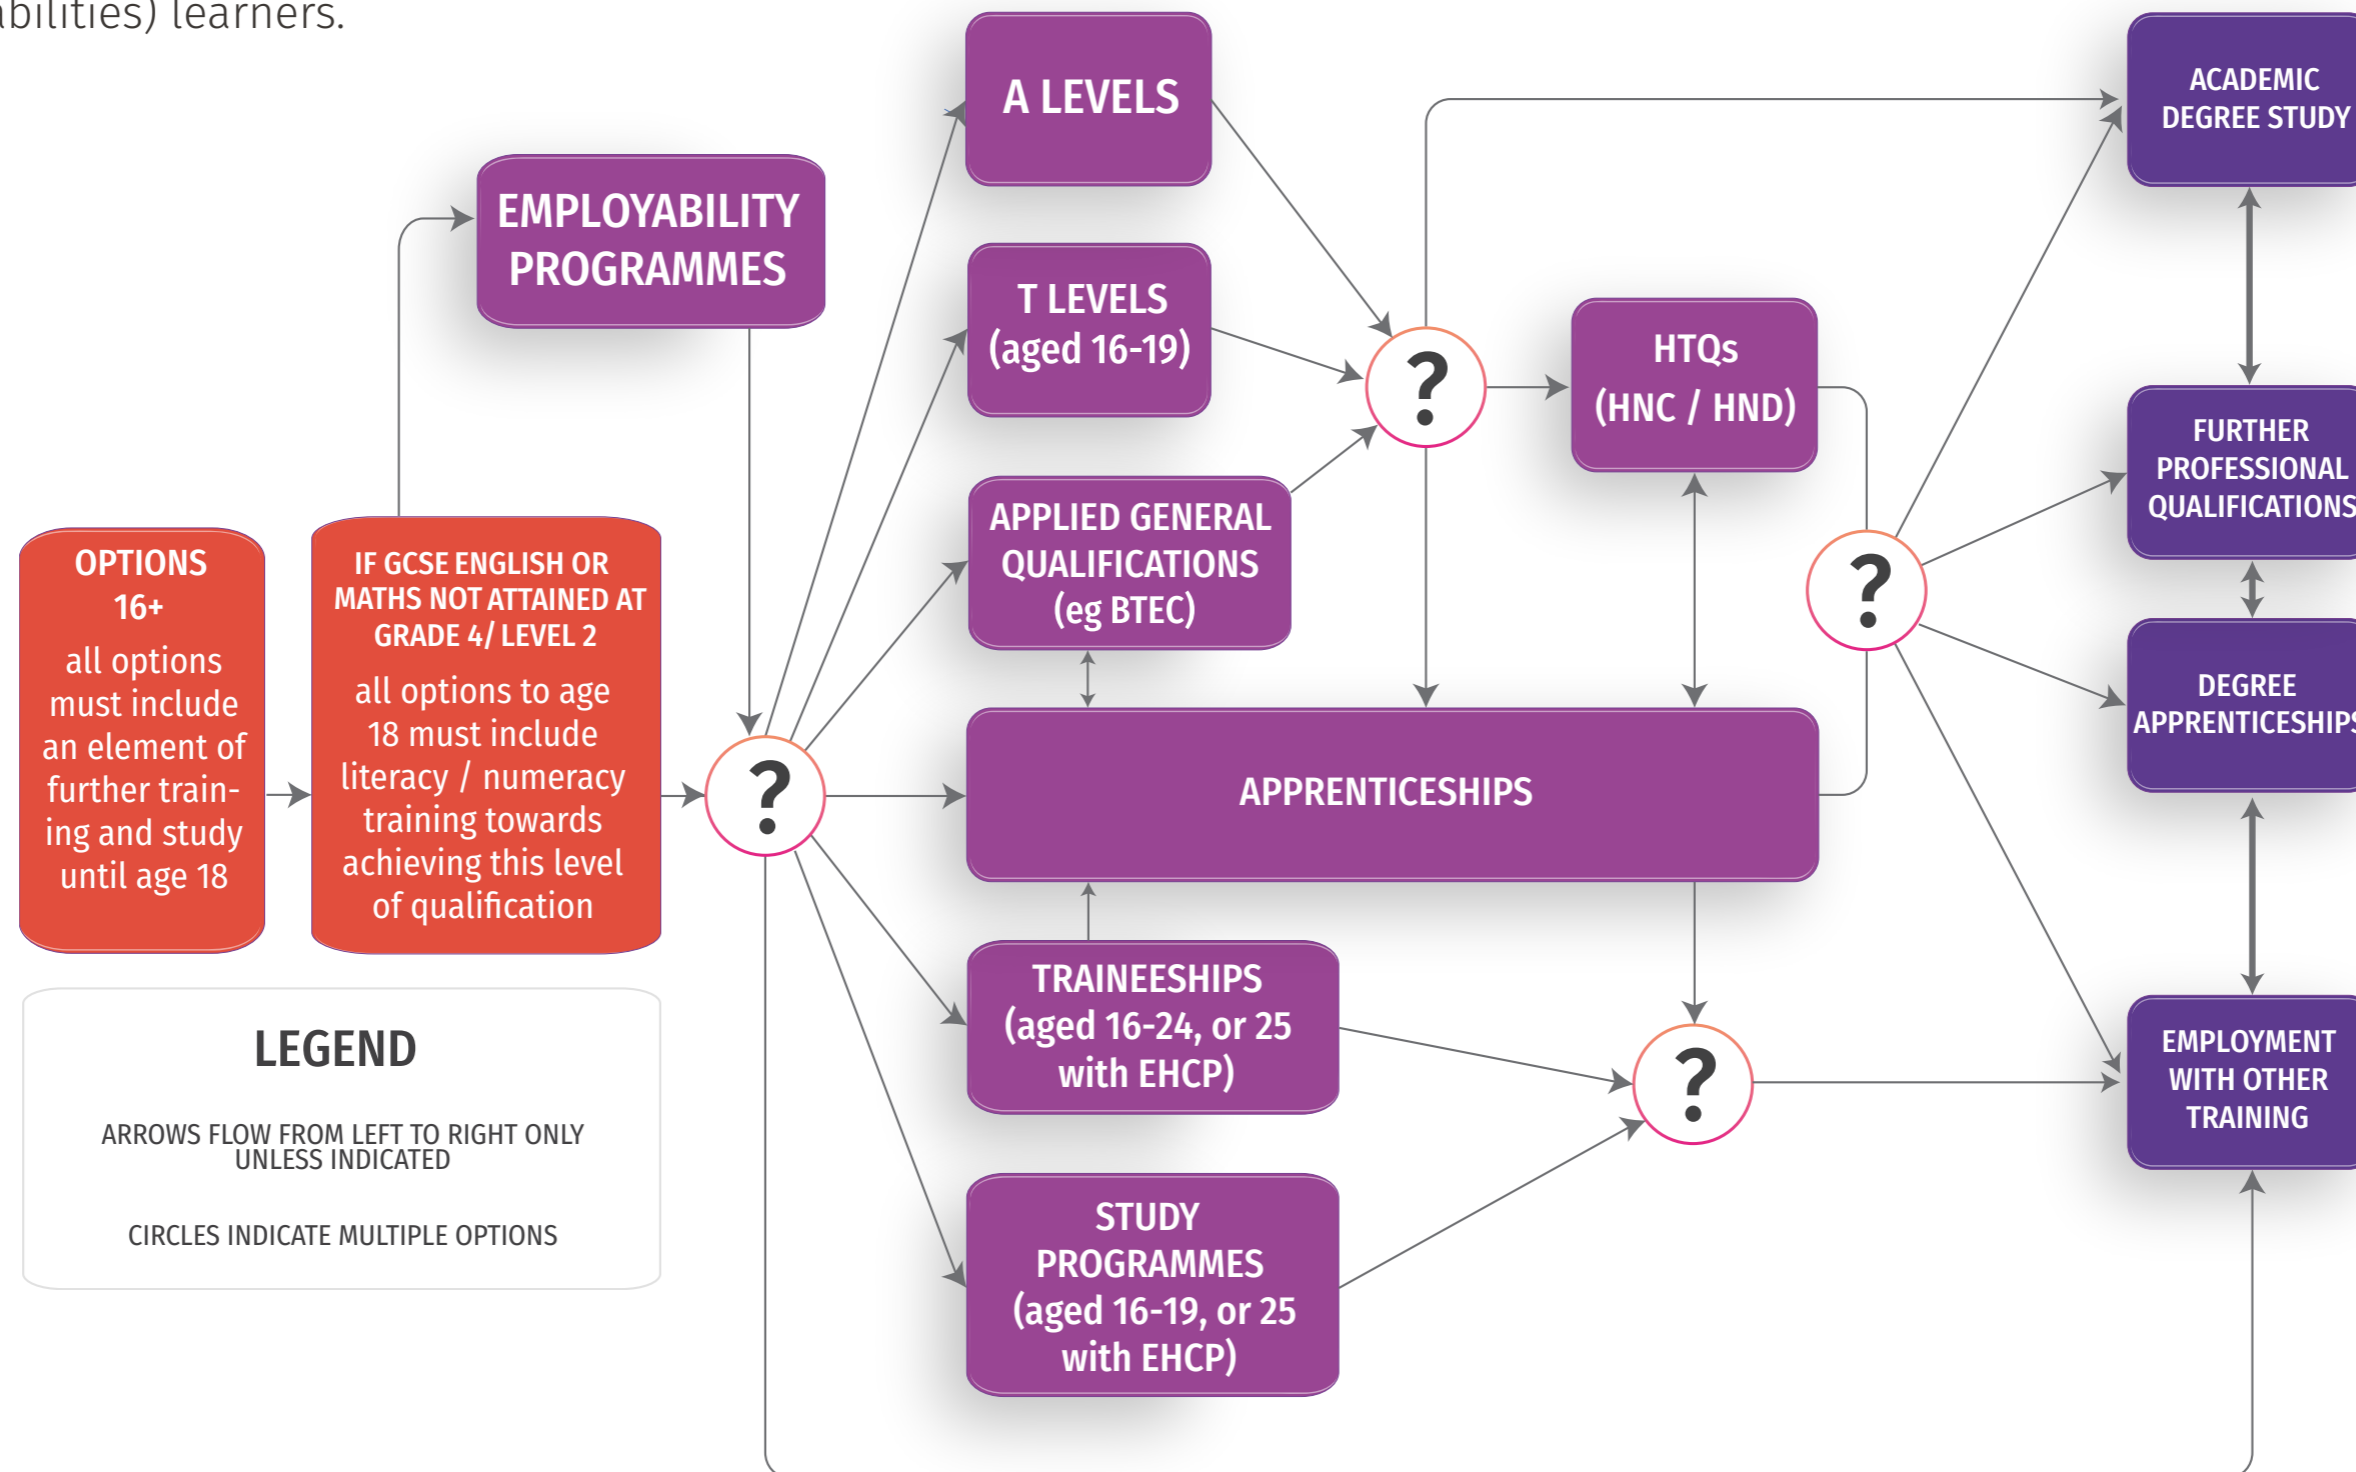 abilities) learners.
OPTIONS
16+
all options
must include
an element of
further train-
ing and study
until age 18
IF GCSE ENGLISH OR
MATHS NOT ATTAINED AT
GRADE 4/ LEVEL 2
all options to age
18 must include
literacy / numeracy
training towards
achieving this level
of qualification
EMPLOYABILITY
PROGRAMMES
?
A LEVELS
T LEVELS
(aged 16-19)
APPLIED GENERAL
QUALIFICATIONS
(eg BTEC)
APPRENTICESHIPS
TRAINEESHIPS
(aged 16-24, or 25
with EHCP)
STUDY
PROGRAMMES
(aged 16-19, or 25
with EHCP)
?
HTQs
(HNC / HND)
?
?
ACADEMIC
DEGREE STUDY
FURTHER
PROFESSIONAL
QUALIFICATIONS
DEGREE
APPRENTICESHIPS
EMPLOYMENT
WITH OTHER
TRAINING
LEGEND
ARROWS FLOW FROM LEFT TO RIGHT ONLY
UNLESS INDICATED
CIRCLES INDICATE MULTIPLE OPTIONS